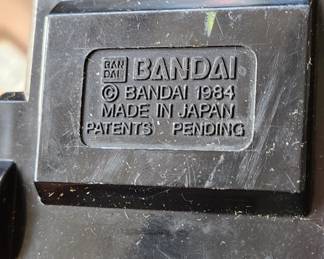 BAN DAI BANDAI
© BANDAI 1984
MADE IN JAPAN
PATENTS PENDING